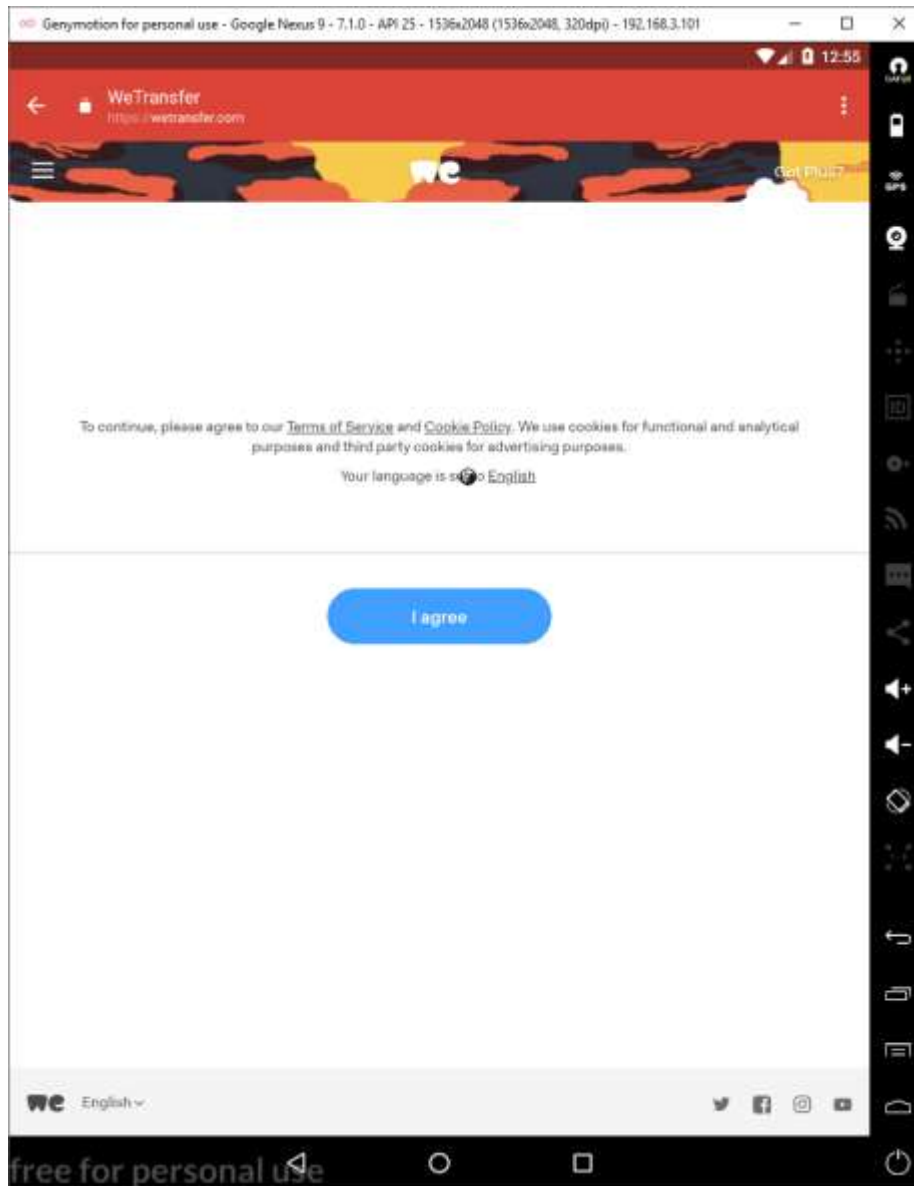 Genymotion for personal use - Google Nexus 9 - 7.1.0 - API 25 - 1536x2048 (1536x2048, 320dpi) - 192.168.3.101
12:55
WeTransfer
https://wetransfer.com
we
Got Plus?
GPS
To continue, please agree to our Terms of Service and Cookie Policy. We use cookies for functional and analytical
purposes and third party cookies for advertising purposes.
Your language is to English
ID
I agree
we English
free for personal use